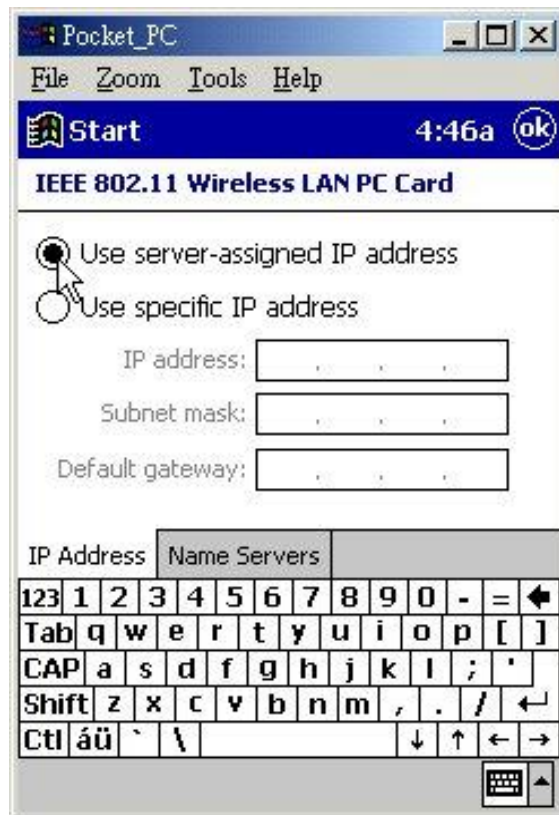 Pocket_PC
File Zoom Tools Help
Start 4:46a ok
IEEE 802.11 Wireless LAN PC Card
Use server-assigned IP address
Use specific IP address
IP address: . . .
Subnet mask: . . .
Default gateway: . . .
IP Address Name Servers
123 1 2 3 4 5 6 7 8 9 0 - = ←
Tab q w e r t y u i o p [ ]
CAP a s d f g h j k l ; '
Shift z x c v b n m , . / ↵
Ctl áü ` \ ↓ ↑ ← →